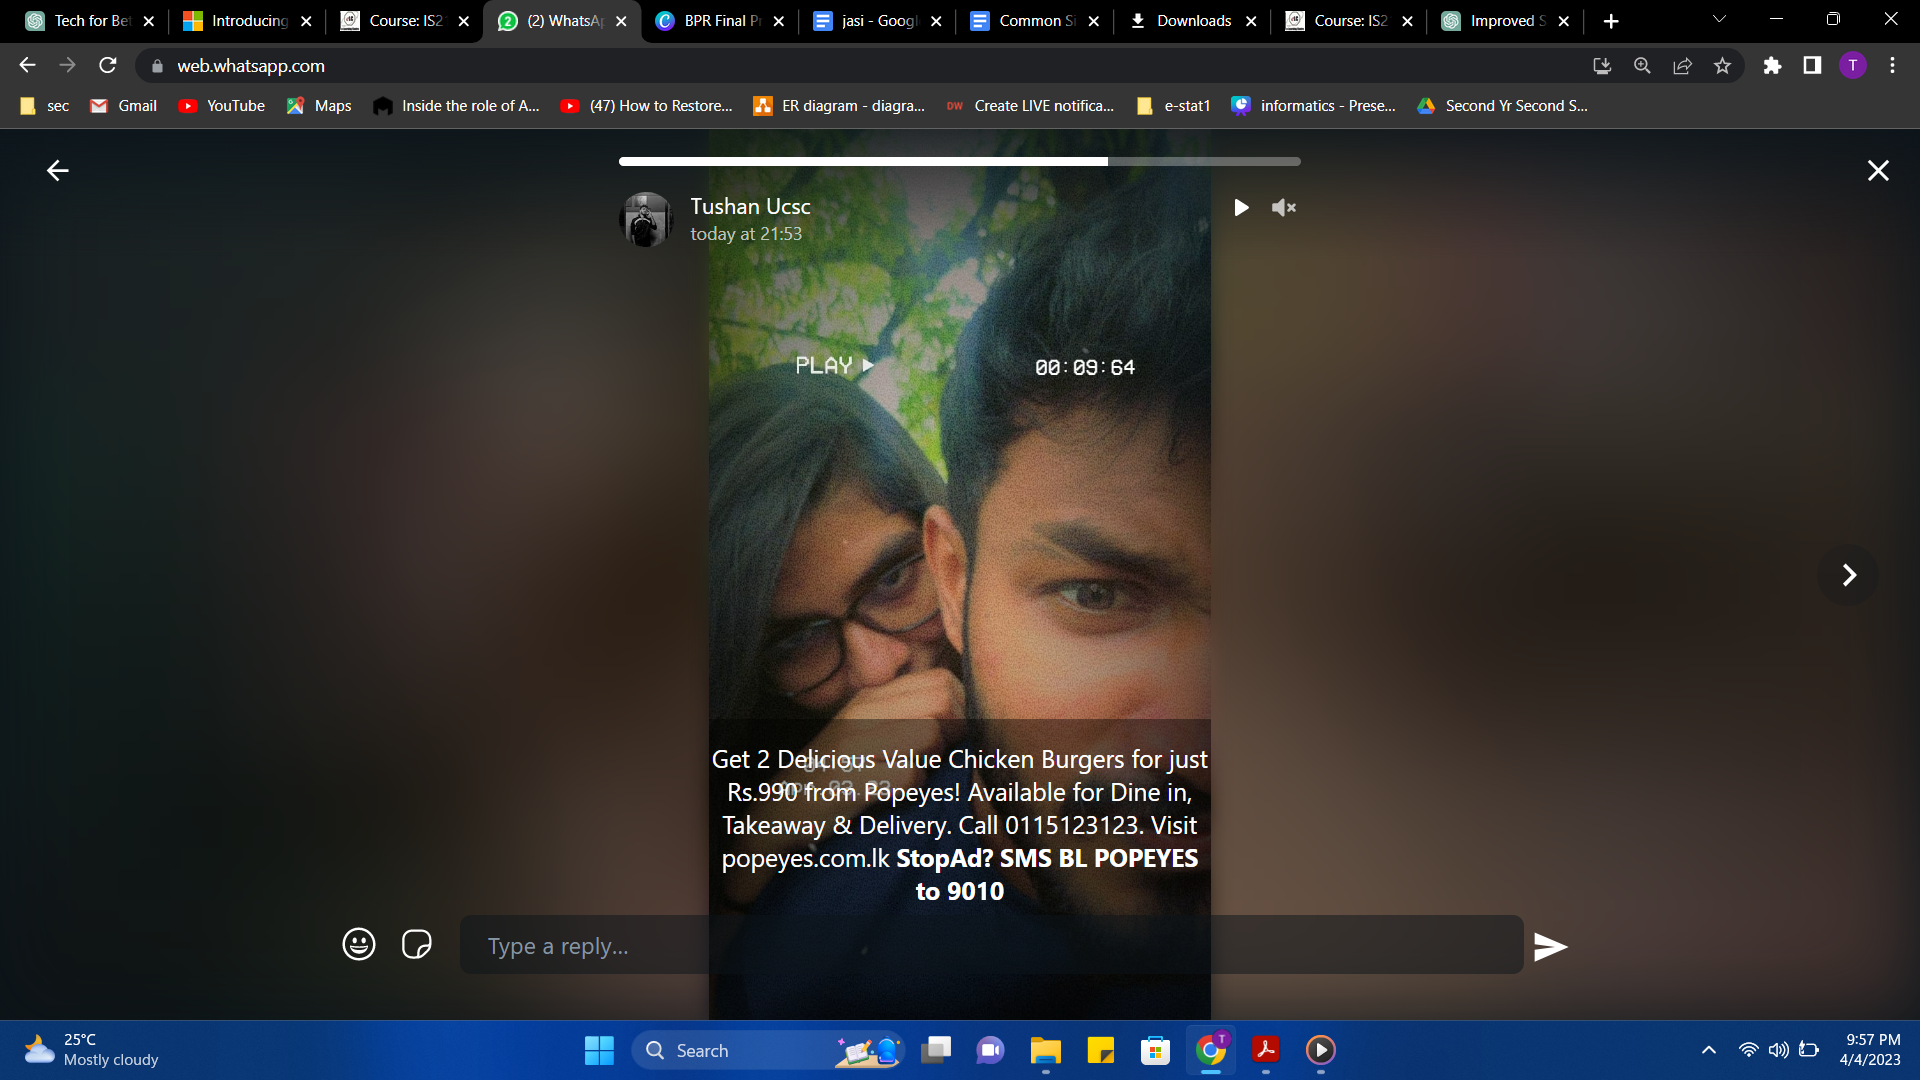 Tech for Be
Introducing
Course: IS2
(2) WhatsAp
BPR Final P
jasi - Googl
Common Si
Downloads
Course: IS2
Improved S
web.whatsapp.com
T
sec
Gmail
YouTube
Maps
Inside the role of A...
(47) How to Restore...
ER diagram - diagra...
DW Create LIVE notifica...
e-stat1
informatics - Prese...
Second Yr Second S...
Tushan Ucsc
today at 21:53
PLAY
00:09:64
Get 2 Delicious Value Chicken Burgers for just
Rs.990 from Popeyes! Available for Dine in,
Takeaway & Delivery. Call 0115123123. Visit
popeyes.com.lk StopAd? SMS BL POPEYES
to 9010
Type a reply...
25°C
Mostly cloudy
Search
T
9:57 PM
4/4/2023